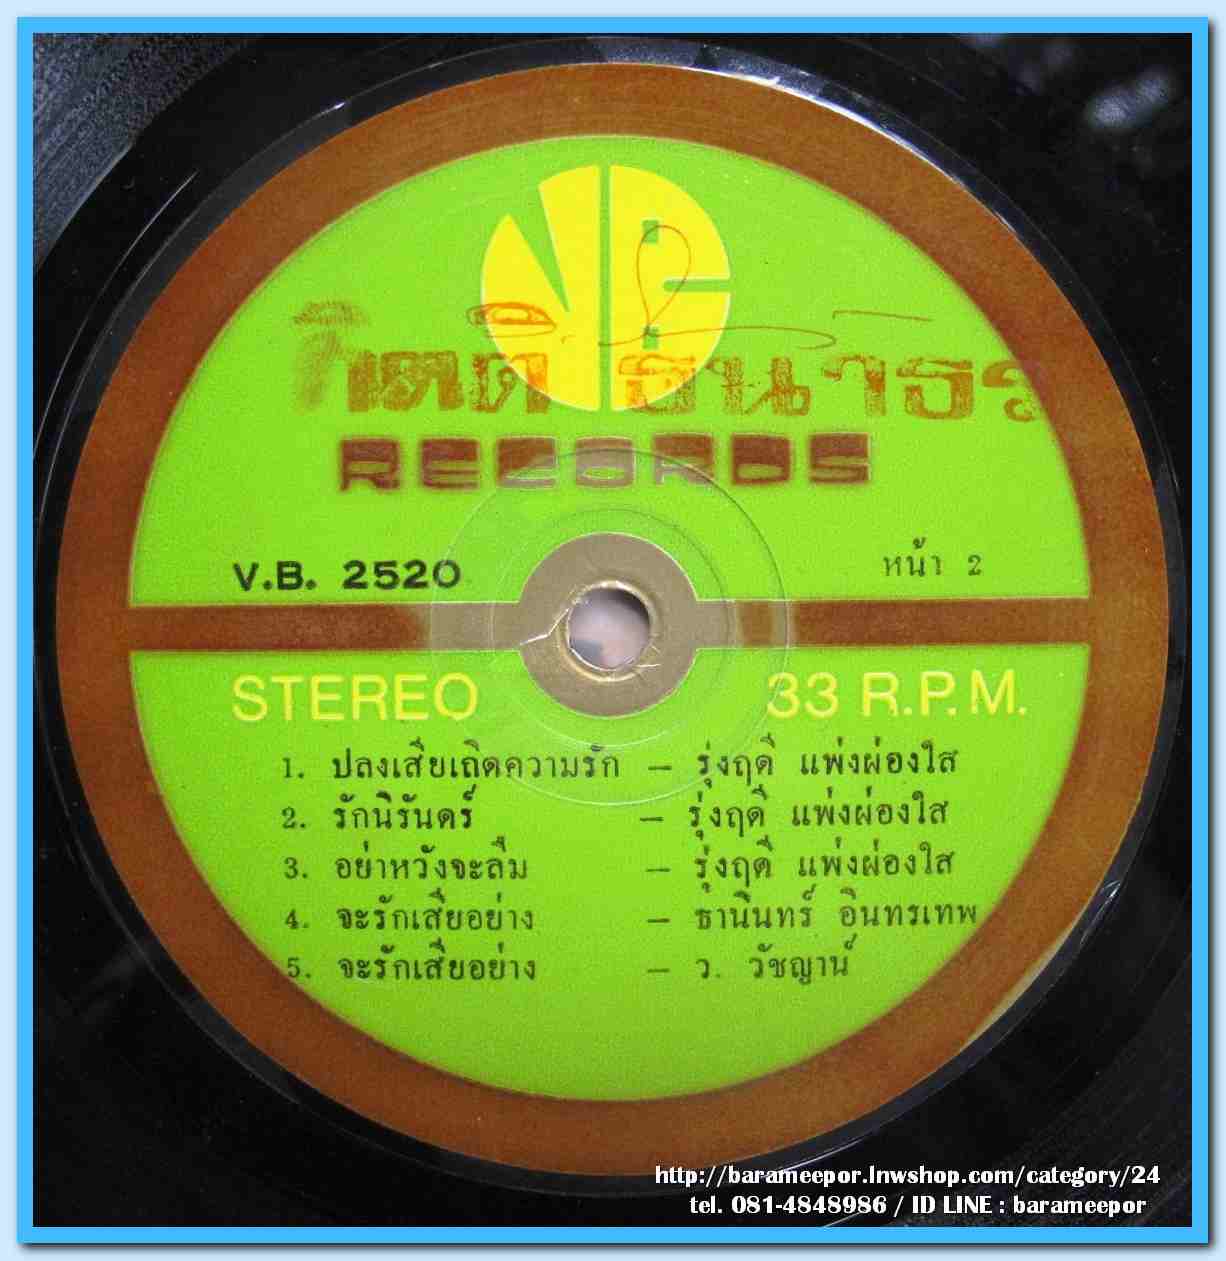 RECORDS
V.B. 2520 หน้า 2
STEREO 33 R.P.M.
1. ปลงเสียเถิดความรัก – รุ่งฤดี แพ่งผ่องใส
2. รักนิรันดร์ – รุ่งฤดี แพ่งผ่องใส
3. อย่าหวังจะลืม – รุ่งฤดี แพ่งผ่องใส
4. จะรักเสียอย่าง – ธานินทร์ อินทรเทพ
5. จะรักเสียอย่าง – ว. วัชญาน์
http://barameepor.lnwshop.com/category/24
tel. 081-4848986 / ID LINE : barameepor